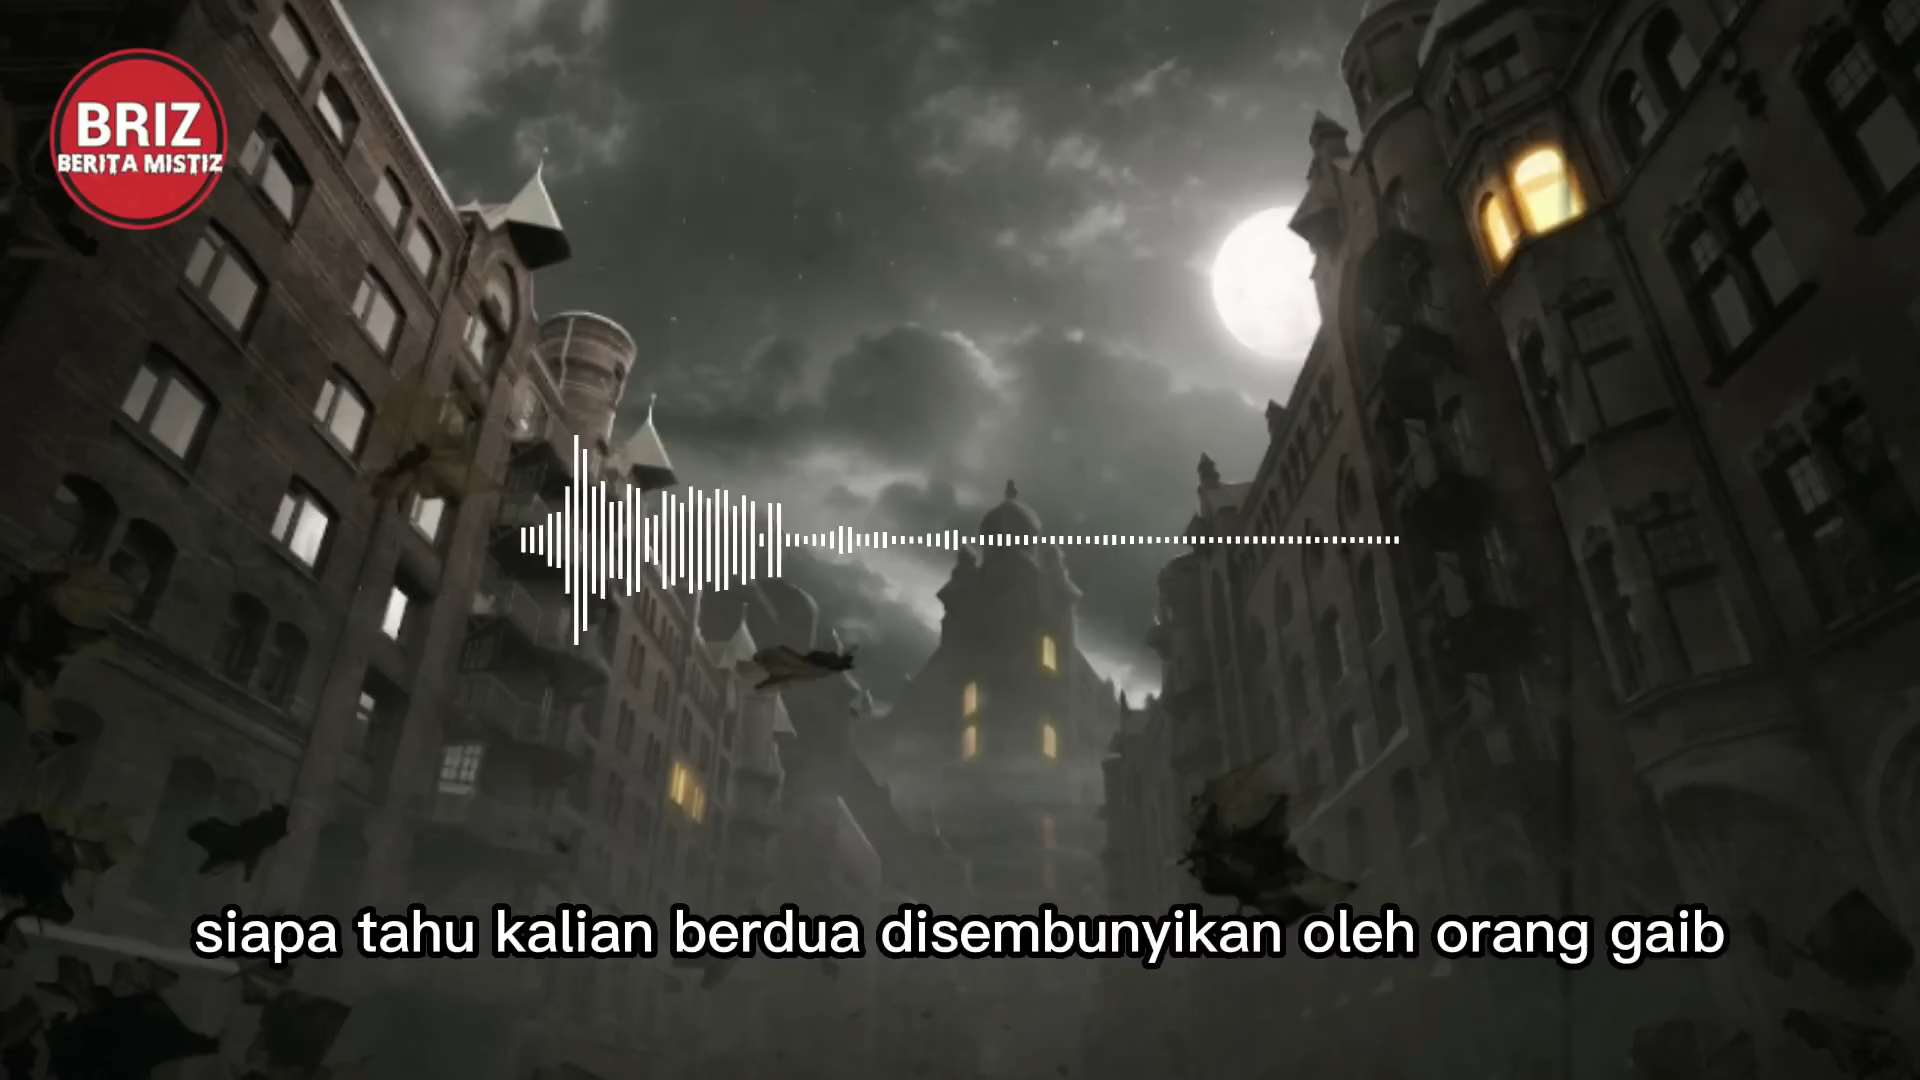 BRIZ
BERITA MISTIZ
siapa tahu kalian berdua disembunyikan oleh orang gaib